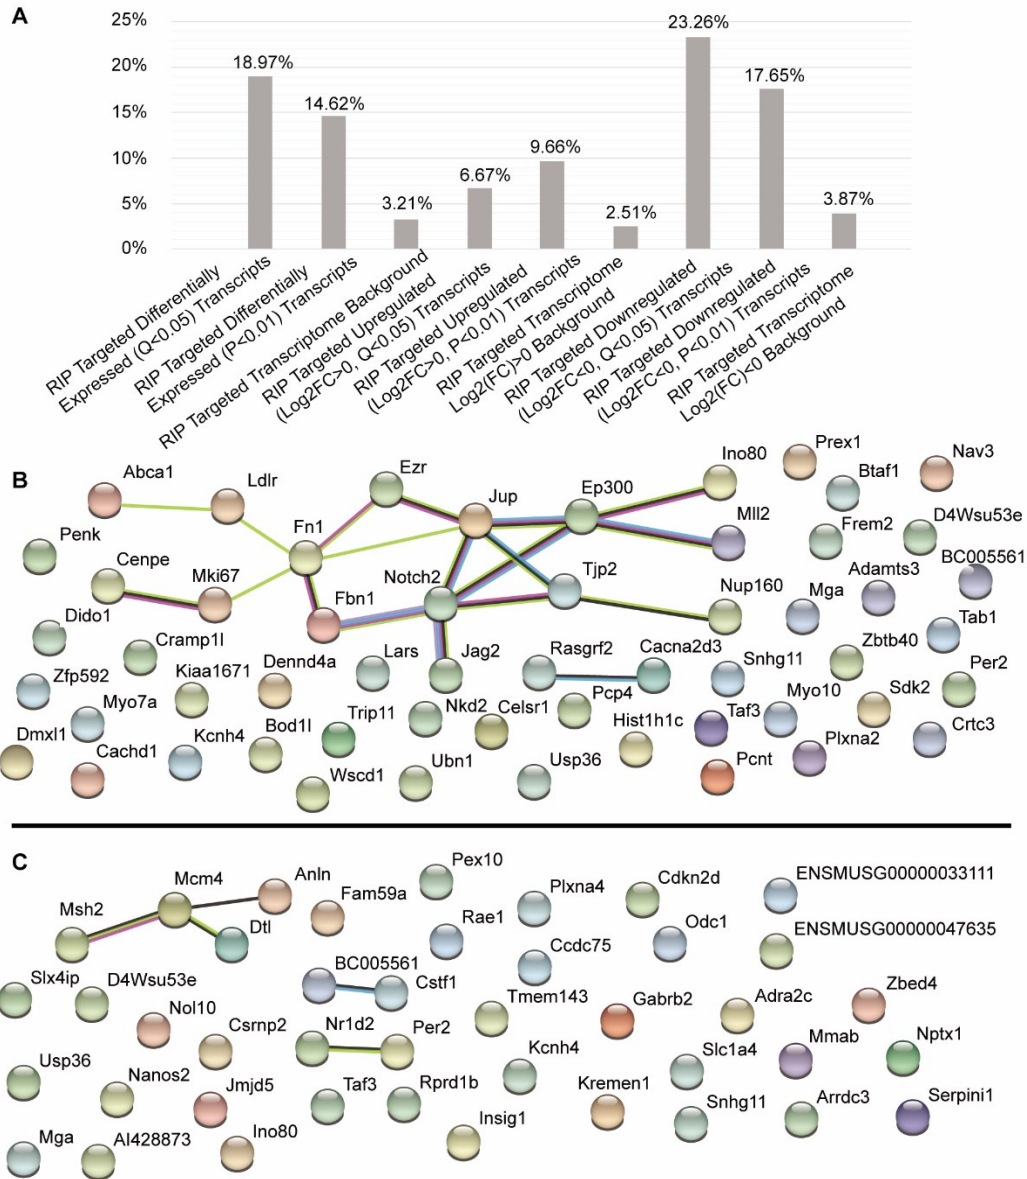 A
25%
20%
15%
10%
5%
0%
18.97%
14.62%
3.21%
6.67%
9.66%
2.51%
23.26%
17.65%
3.87%
RIP Targeted Differentially
Expressed (Q<0.05) Transcripts
RIP Targeted Differentially
Expressed (P<0.01) Transcripts
RIP Targeted Transcriptome Background
RIP Targeted Upregulated
(Log2FC>0, Q<0.05) Transcripts
RIP Targeted Upregulated
(Log2FC>0, P<0.01) Transcripts
RIP Targeted Transcriptome
Log2(FC)>0 Background
RIP Targeted Downregulated
(Log2FC<0, Q<0.05) Transcripts
RIP Targeted Downregulated
(Log2FC<0, P<0.01) Transcripts
RIP Targeted Transcriptome
Log2(FC)<0 Background
B
Abca1
Ldlr
Ezr
Jup
Ep300
Ino80
Prex1
Btaf1
Nav3
Penk
Fn1
Mll2
Frem2
D4Wsu53e
Cenpe
Mki67
Notch2
Tjp2
Nup160
Adamts3
BC005561
Fbn1
Mga
Tab1
Dido1
Cramp1l
Lars
Jag2
Rasgrf2
Cacna2d3
Snhg11
Zbtb40
Per2
Zfp592
Kiaa1671
Dennd4a
Myo7a
Nkd2
Celsr1
Pcp4
Hist1h1c
Taf3
Myo10
Sdk2
Crtc3
Dmxl1
Cachd1
Kcnh4
Bod1l
Trip11
Plxna2
Wscd1
Ubn1
Usp36
Pcnt
C
Mcm4
Anln
Fam59a
Pex10
Plxna4
Cdkn2d
ENSMUSG00000033111
Msh2
Dtl
Rae1
Odc1
ENSMUSG00000047635
Ccdc75
Slx4ip
D4Wsu53e
BC005561
Cstf1
Tmem143
Gabrb2
Adra2c
Zbed4
Nol10
Csrnp2
Nr1d2
Per2
Kcnh4
Slc1a4
Mmab
Nptx1
Usp36
Nanos2
Jmjd5
Taf3
Rprd1b
Kremen1
Snhg11
Arrdc3
Serpini1
Insig1
Mga
AI428873
Ino80